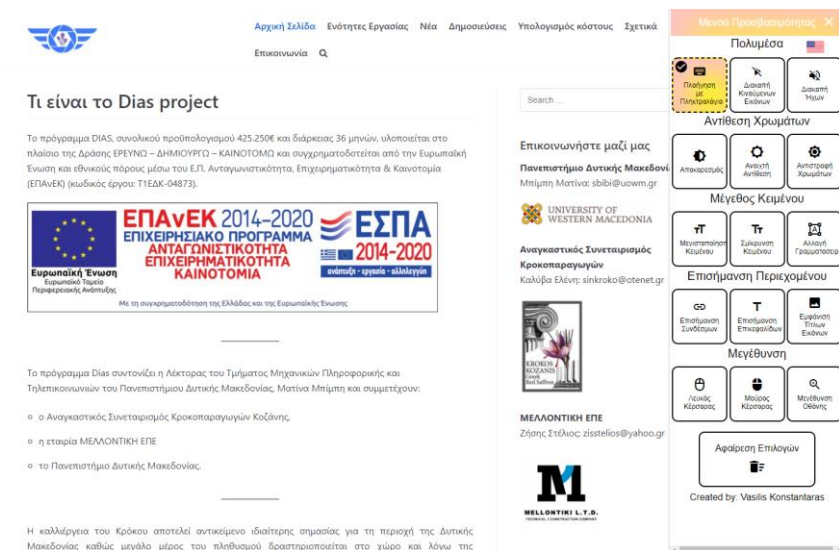 Αρχική Σελίδα Ενότητες Εργασίας Νέα Δημοσιεύσεις Υπολογισμός κόστους Σχετικά
Επικοινωνία
Τι είναι το Dias project
Το πρόγραμμα DIAS, συνολικού προϋπολογισμού 425.250€ και διάρκειας 36 μηνών, υλοποιείται στο
πλαίσιο της Δράσης ΕΡΕΥΝΩ – ΔΗΜΙΟΥΡΓΩ – ΚΑΙΝΟΤΟΜΩ και συγχρηματοδοτείται από την Ευρωπαϊκή
Ένωση και εθνικούς πόρους μέσω του Ε.Π. Ανταγωνιστικότητα, Επιχειρηματικότητα & Καινοτομία
(ΕΠΑνΕΚ) (κωδικός έργου: Τ1ΕΔΚ-04873).
Ευρωπαϊκή Ένωση
Ευρωπαϊκό Ταμείο
Περιφερειακής Ανάπτυξης
ΕΠΑνΕΚ 2014–2020
ΕΠΙΧΕΙΡΗΣΙΑΚΟ ΠΡΟΓΡΑΜΜΑ
ΑΝΤΑΓΩΝΙΣΤΙΚΟΤΗΤΑ
ΕΠΙΧΕΙΡΗΜΑΤΙΚΟΤΗΤΑ
ΚΑΙΝΟΤΟΜΙΑ
ΕΣΠΑ
2014–2020
ανάπτυξη - εργασία - αλληλεγγύη
Με τη συγχρηματοδότηση της Ελλάδας και της Ευρωπαϊκής Ένωσης
Το πρόγραμμα Dias συντονίζει η Λέκτορας του Τμήματος Μηχανικών Πληροφορικής και
Τηλεπικοινωνιών του Πανεπιστήμιου Δυτικής Μακεδονίας, Ματίνα Μπίμπη και συμμετέχουν:
ο Αναγκαστικός Συνεταιρισμός Κροκοπαραγωγών Κοζάνης,
η εταιρία ΜΕΛΛΟΝΤΙΚΗ ΕΠΕ
το Πανεπιστήμιο Δυτικής Μακεδονίας.
Η καλλιέργεια του Κρόκου αποτελεί αντικείμενο ιδιαίτερης σημασίας για τη περιοχή της Δυτικής
Μακεδονίας καθώς μεγάλο μέρος του πληθυσμού δραστηριοποιείται στο χώρο και λόγω της
Search ...
Επικοινωνήστε μαζί μας
Πανεπιστήμιο Δυτικής Μακεδονί
Μπίμπη Ματίνα: sbibi@uowm.gr
UNIVERSITY OF
WESTERN MACEDONIA
Αναγκαστικός Συνεταιρισμός
Κροκοπαραγωγών
Καλύβα Ελένη: sinkroko@otenet.gr
KROKOS
KOZANIS
Greek
Red Saffron
ΜΕΛΛΟΝΤΙΚΗ ΕΠΕ
Ζήσης Στέλιος: zisstelios@yahoo.gr
MELLONTIKI L.T.D.
TECHNICAL / CONSTRUCTION COMPANY
Μενού Προσβασιμότητας
Πολυμέσα
Πλοήγηση
με
Πληκτρολόγιο
Διακοπή
Κινούμενων
Εικόνων
Διακοπή
Ήχων
Αντίθεση Χρωμάτων
Αποκορεσμός
Ανοιχτή
Αντίθεση
Αντιστροφή
Χρωμάτων
Μέγεθος Κειμένου
Μεγιστοποίηση
Κειμένου
Σμίκρυνση
Κειμένου
Αλλαγή
Γραμματοσειρ
Επισήμανση Περιεχομένου
Επισήμανση
Συνδέσμων
Επισήμανση
Επικεφαλίδων
Εμφάνιση
Τίτλων
Εικόνων
Μεγέθυνση
Λευκός
Κέρσορας
Μαύρος
Κέρσορας
Μεγέθυνση
Οθόνης
Αφαίρεση Επιλογών
Created by: Vasilis Konstantaras